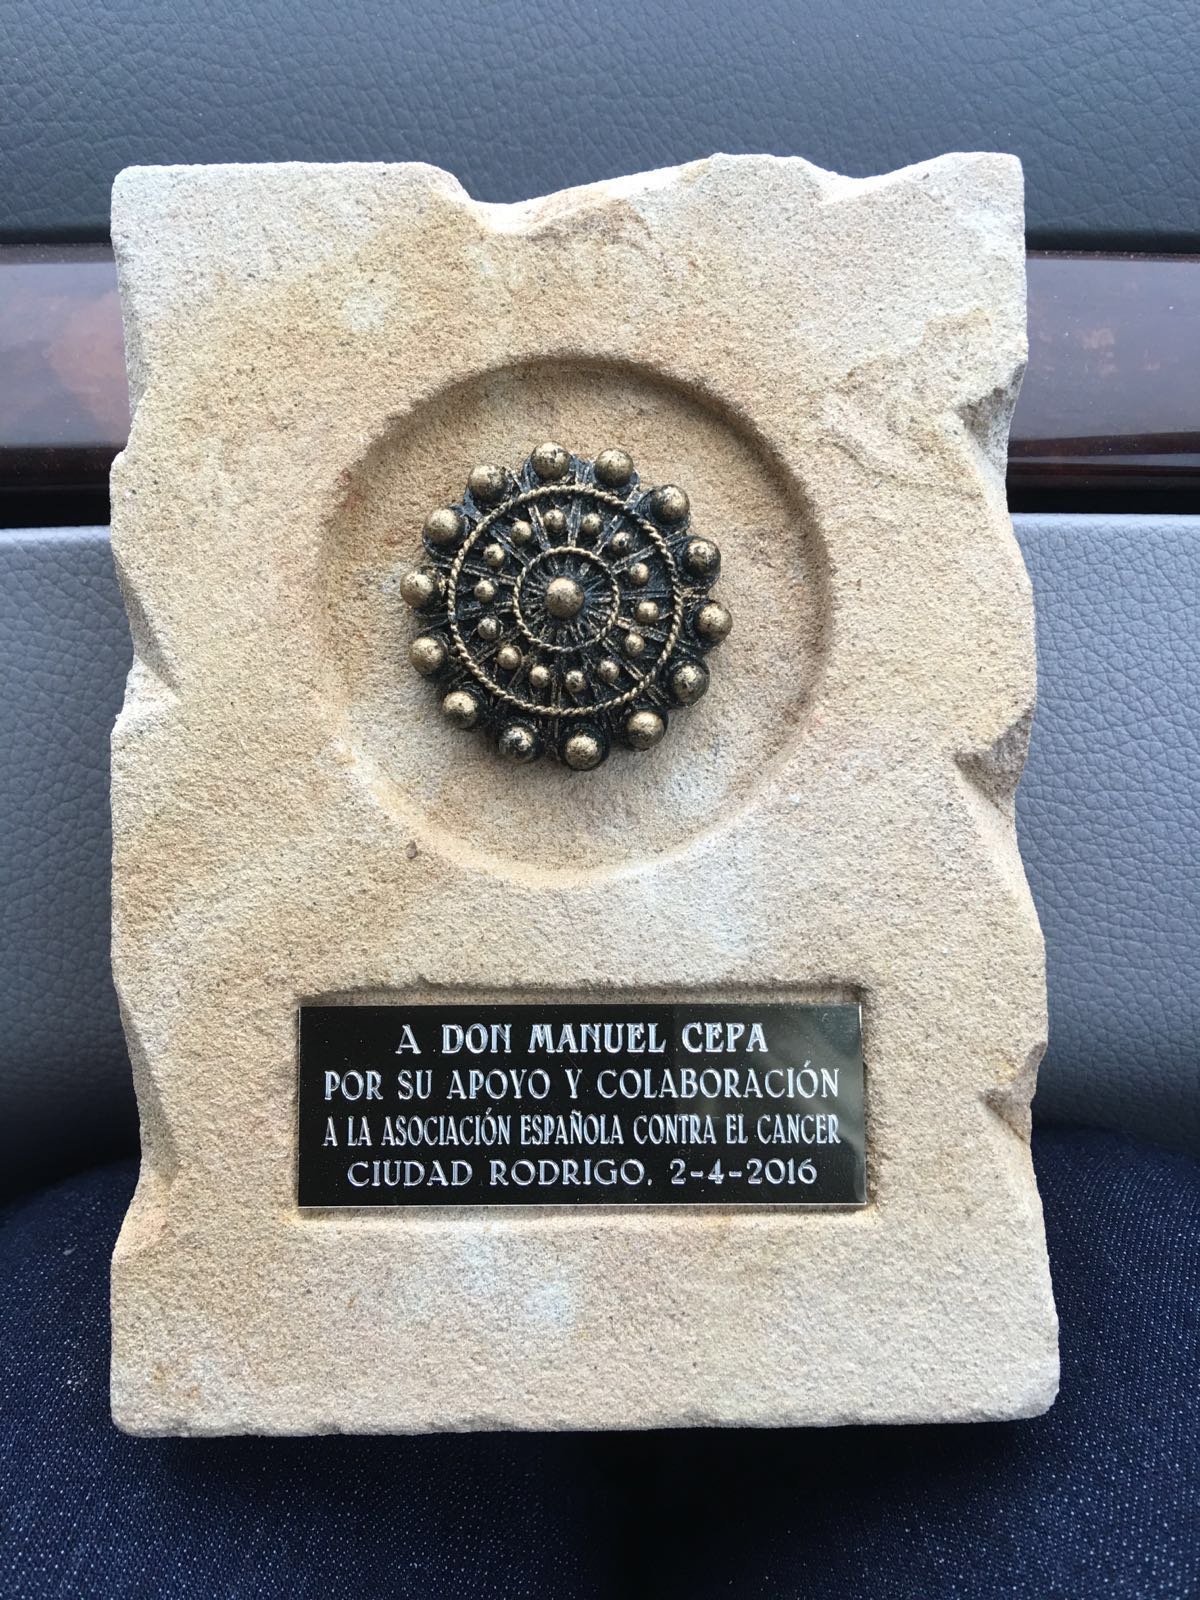 A DON MANUEL CEPA
POR SU APOYO Y COLABORACIÓN
A LA ASOCIACIÓN ESPAÑOLA CONTRA EL CANCER
CIUDAD RODRIGO, 2-4-2016